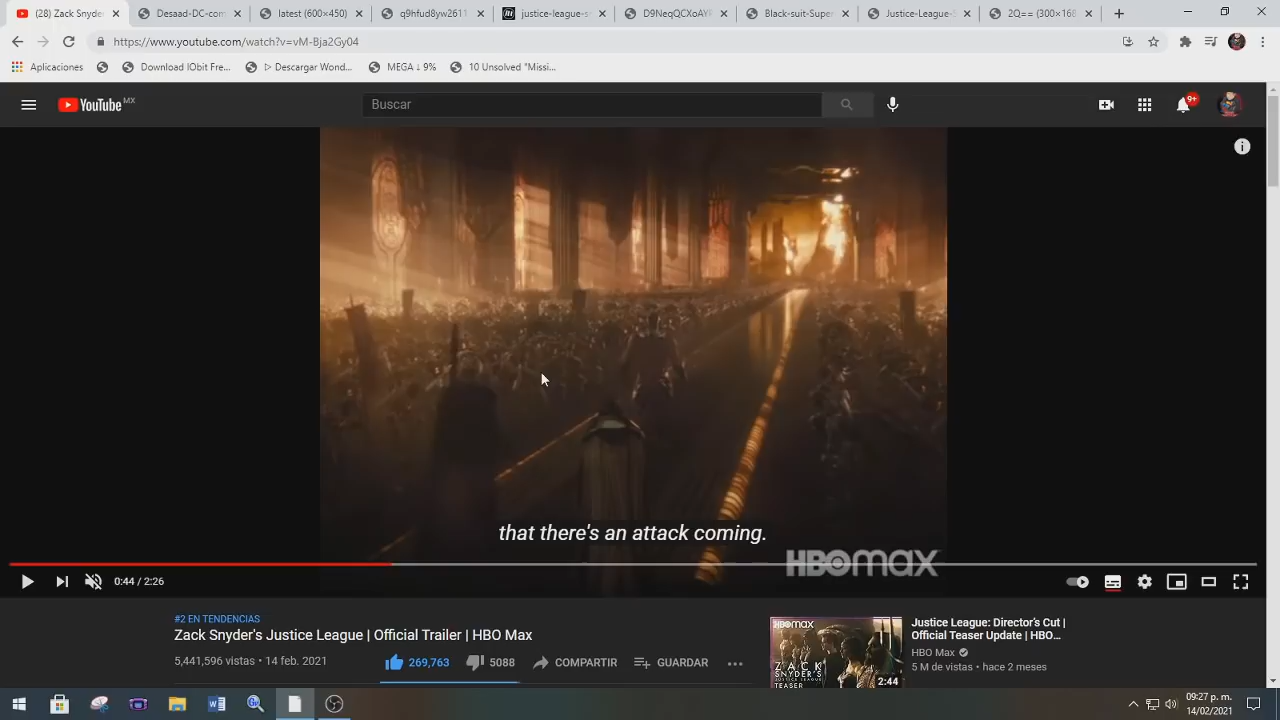 (28) Zack Snyder
Desaad-DC-com
latest (600×450)
q9hfud8yw2611
justice-league-s
D9NeqQCXoAYF
Black-suit-Supe
Justice-League-
2Q== (300×168
https://www.youtube.com/watch?v=vM-Bja2Gy04
Aplicaciones
Download IObit Fre...
▷ Descargar Wond...
MEGA ↓ 9%
10 Unsolved "Missi...
YouTube MX
Buscar
9+
that there's an attack coming.
HBOmax
0:44 / 2:26
#2 EN TENDENCIAS
Zack Snyder's Justice League | Official Trailer | HBO Max
5,441,596 vistas • 14 feb. 2021
269,763
5088
COMPARTIR
GUARDAR
HBOmax
ZACK
JUSTICE LEAGUE
TEASER
2:44
Justice League: Director's Cut |
Official Teaser Update | HBO...
HBO Max
5 M de vistas • hace 2 meses
09:27 p. m.
14/02/2021